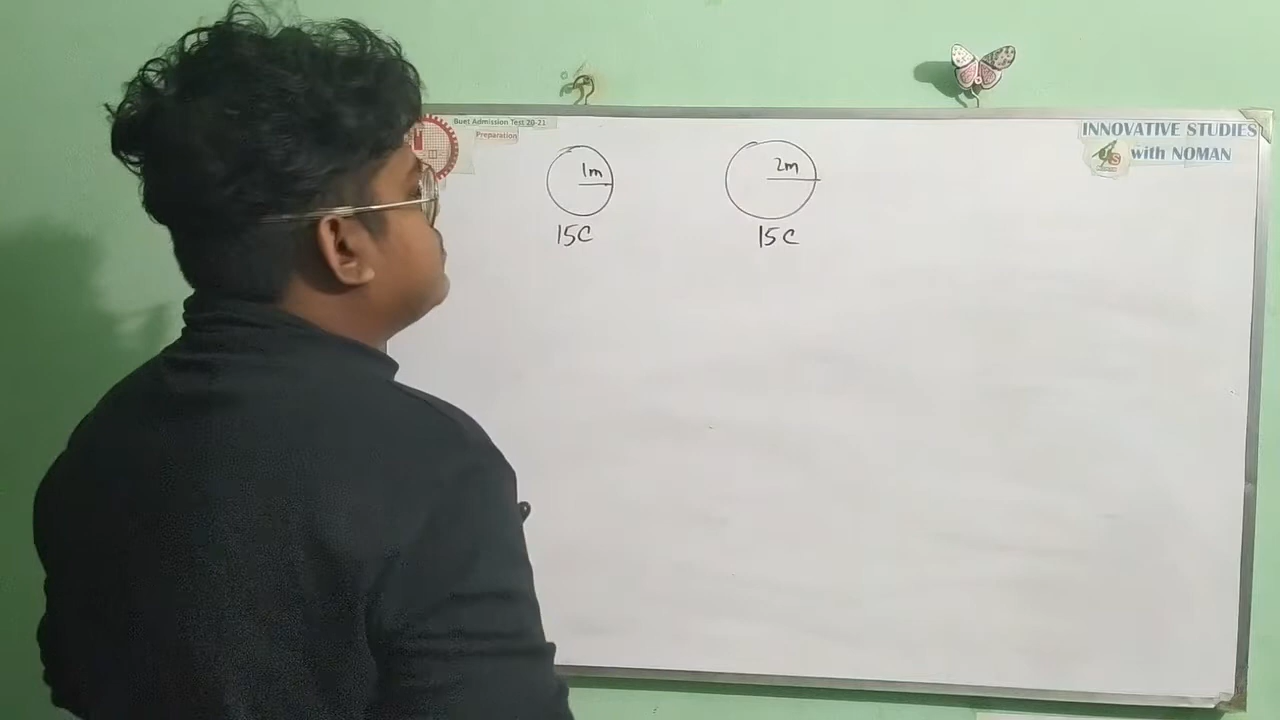 Buet Admission Test 20-21
Preparation
INNOVATIVE STUDIES
with NOMAN
1m
2m
15C
15C